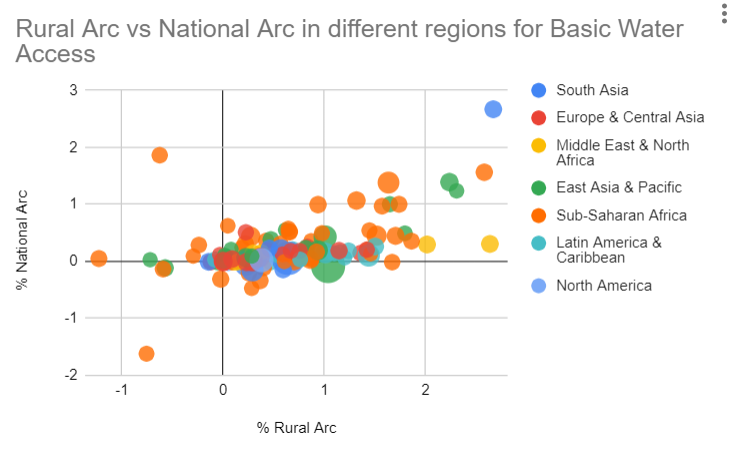 Rural Arc vs National Arc in different regions for Basic Water
Access
3
2
1
0
-1
-2
% National Arc
-1
0
1
2
% Rural Arc
South Asia
Europe & Central Asia
Middle East & North
Africa
East Asia & Pacific
Sub-Saharan Africa
Latin America &
Caribbean
North America